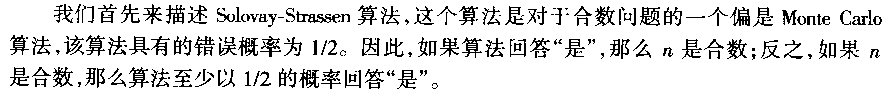 我们首先来描述 Solovay-Strassen 算法,这个算法是对于合数问题的一个偏是 Monte Carlo
算法,该算法具有的错误概率为 1/2。因此,如果算法回答“是”,那么 n 是合数;反之,如果 n
是合数,那么算法至少以 1/2 的概率回答“是”。